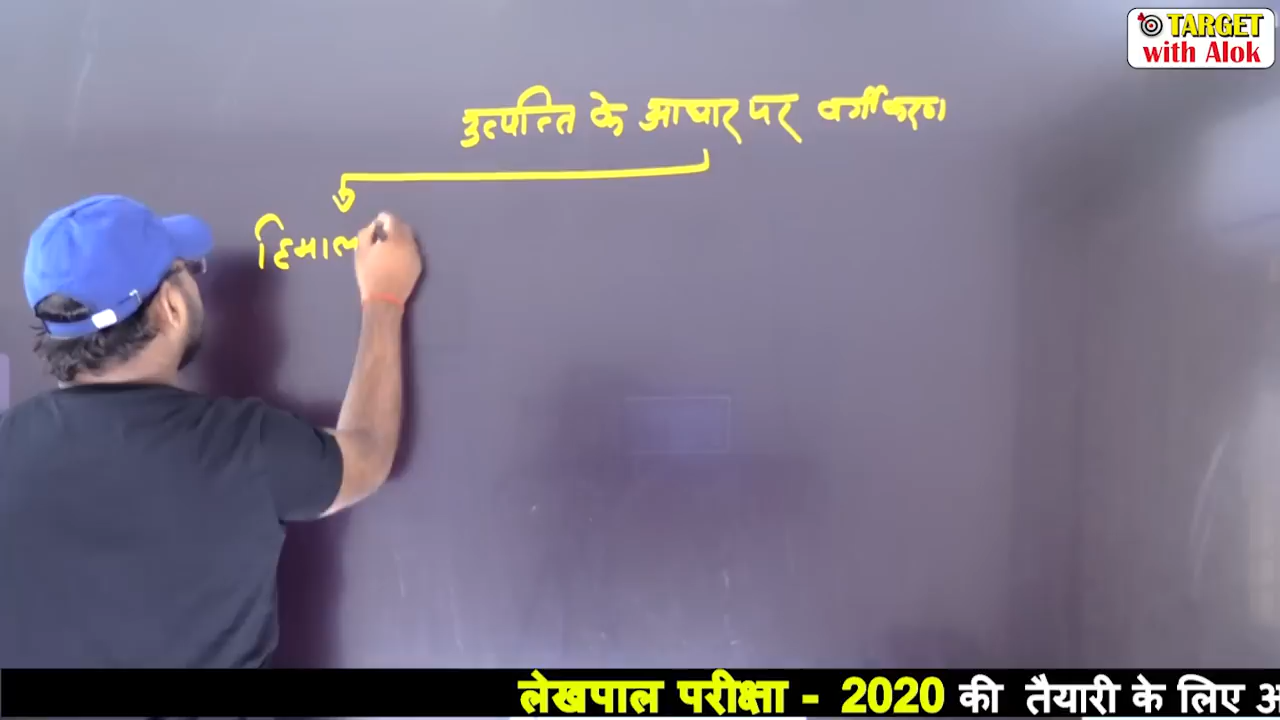 TARGET
with Alok
उत्पत्ति के आधार पर वर्गीकरण
हिमाल
लेखपाल परीक्षा - 2020 की तैयारी के लिए अ